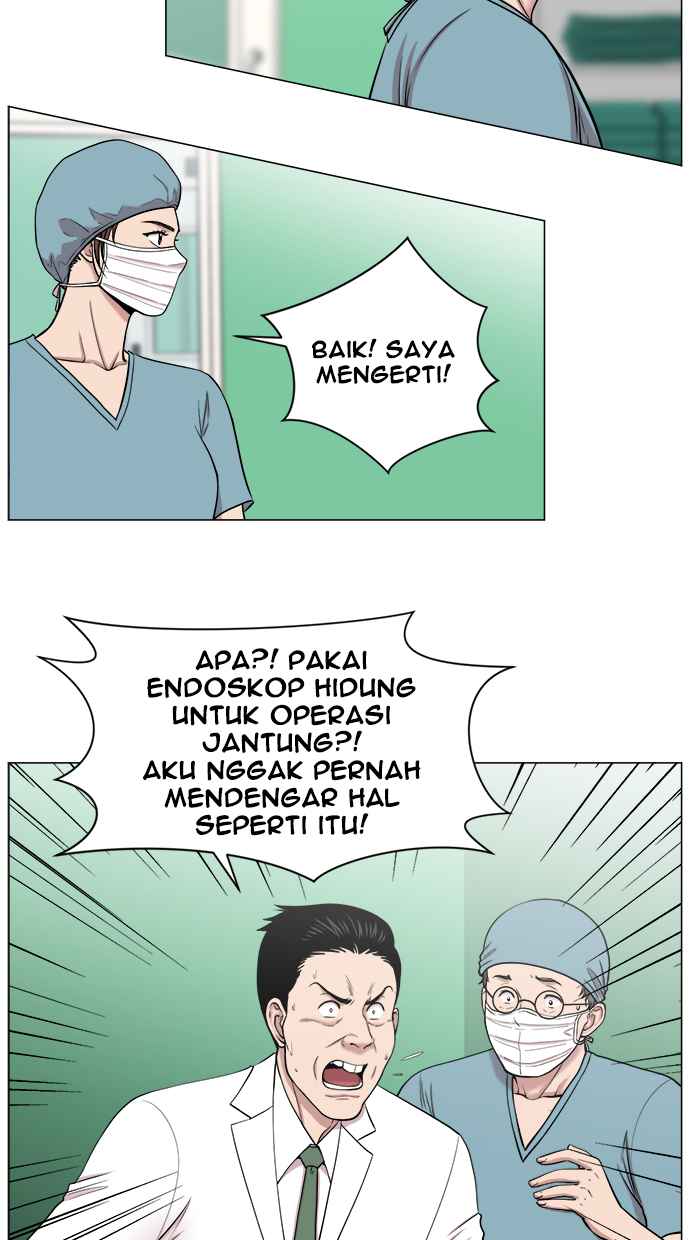 BAIK! SAYA
MENGERTI!
APA?! PAKAI
ENDOSKOP HIDUNG
UNTUK OPERASI
JANTUNG?!
AKU NGGAK PERNAH
MENDENGAR HAL
SEPERTI ITU!